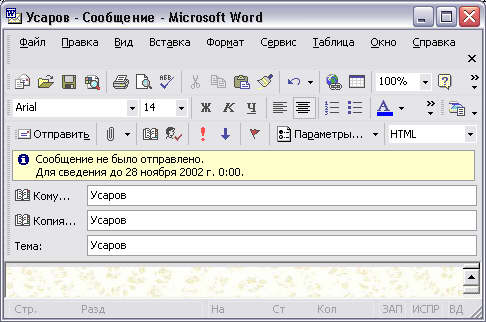 Усаров - Сообщение - Microsoft Word
Файл Правка Вид Вставка Формат Сервис Таблица Окно Справка
100%
Arial 14 Ж К Ч А
Отправить Параметры... HTML
Сообщение не было отправлено.
Для сведения до 28 ноября 2002 г. 0:00.
Кому... Усаров
Копия... Усаров
Тема: Усаров
Стр. Разд На Ст Кол ЗАП ИСПР ВД